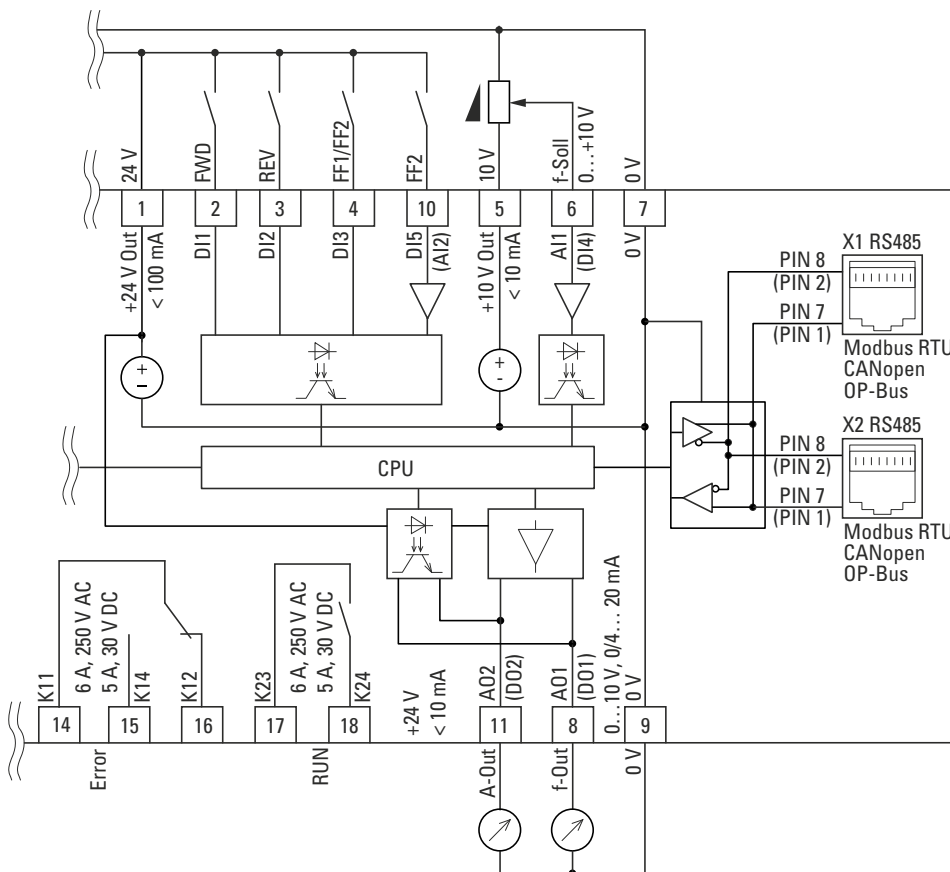 24 V
FWD
REV
FF1/FF2
FF2
10 V
f-Soll
0…+10 V
0 V
1
2
3
4
10
5
6
7
+24 V Out
< 100 mA
DI1
DI2
DI3
DI5
(AI2)
+10 V Out
< 10 mA
AI1
(DI4)
0 V
X1 RS485
PIN 8
(PIN 2)
PIN 7
(PIN 1)
Modbus RTU
CANopen
OP-Bus
+
–
+
-
CPU
X2 RS485
PIN 8
(PIN 2)
PIN 7
(PIN 1)
Modbus RTU
CANopen
OP-Bus
K11
6 A, 250 V AC
5 A, 30 V DC
K14
K12
K23
6 A, 250 V AC
5 A, 30 V DC
K24
+24 V
< 10 mA
AO2
(DO2)
AO1
(DO1)
0…10 V, 0/4… 20 mA
0 V
14
15
16
17
18
11
8
9
Error
RUN
A-Out
f-Out
0 V